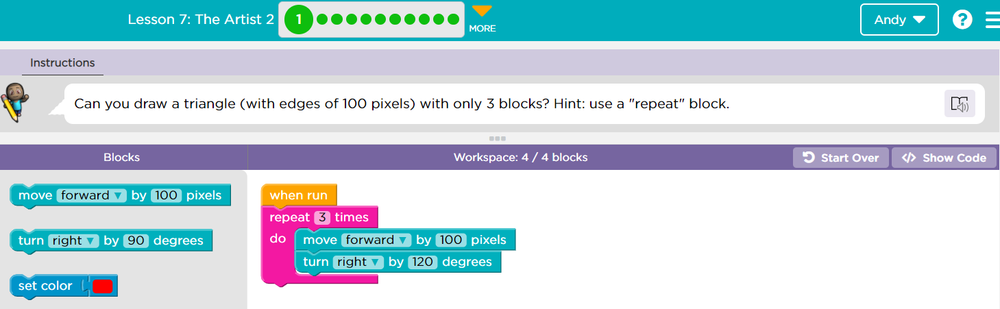 Lesson 7: The Artist 2
1
MORE
Andy
?
Instructions
Can you draw a triangle (with edges of 100 pixels) with only 3 blocks? Hint: use a "repeat" block.
Blocks
Workspace: 4 / 4 blocks
Start Over
</> Show Code
move forward ▼ by 100 pixels
turn right ▼ by 90 degrees
set color
when run
repeat 3 times
do
move forward ▼ by 100 pixels
turn right ▼ by 120 degrees